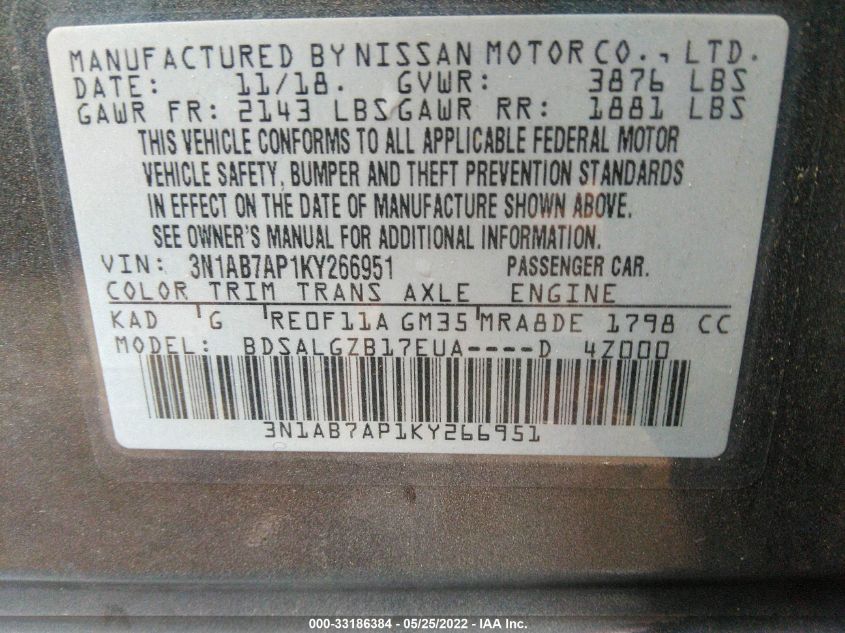 MANUFACTURED BY NISSAN MOTOR CO., LTD.
DATE: 11/18. GVWR: 3876 LBS
GAWR FR: 2143 LBS GAWR RR: 1881 LBS
THIS VEHICLE CONFORMS TO ALL APPLICABLE FEDERAL MOTOR
VEHICLE SAFETY, BUMPER AND THEFT PREVENTION STANDARDS
IN EFFECT ON THE DATE OF MANUFACTURE SHOWN ABOVE.
SEE OWNER'S MANUAL FOR ADDITIONAL INFORMATION.
VIN: 3N1AB7AP1KY266951 PASSENGER CAR.
COLOR TRIM TRANS AXLE ENGINE
KAD G RE0F11A GM35 MRA8DE 1798 CC
MODEL: BDSALGZB17EUA----D 4Z000
3N1AB7AP1KY266951
000-33186384 - 05/25/2022 - IAA Inc.